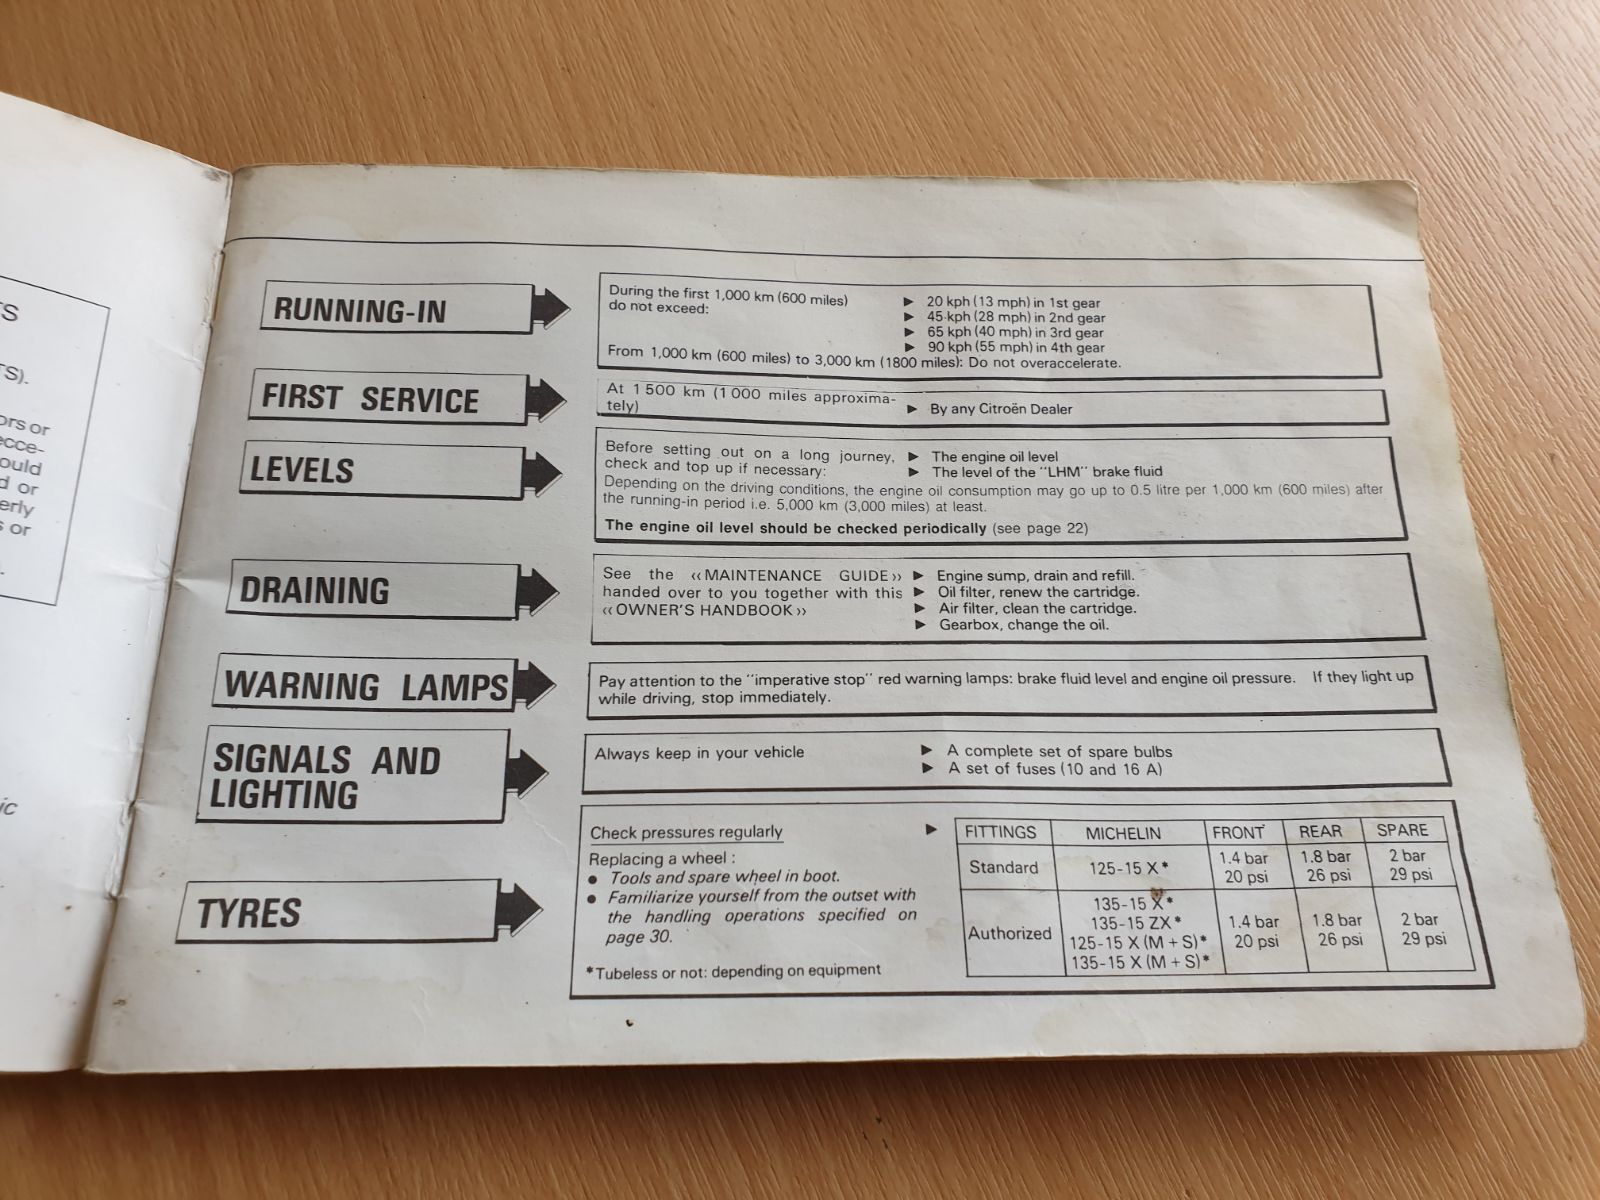 TS
TS).
ors or
ecce-
ould
d or
erly
s or
ic
RUNNING-IN
During the first 1,000 km (600 miles)
do not exceed:
► 20 kph (13 mph) in 1st gear
► 45 kph (28 mph) in 2nd gear
► 65 kph (40 mph) in 3rd gear
► 90 kph (55 mph) in 4th gear
From 1,000 km (600 miles) to 3,000 km (1800 miles): Do not overaccelerate.
FIRST SERVICE
At 1 500 km (1 000 miles approxima-
tely)
► By any Citroën Dealer
LEVELS
Before setting out on a long journey,
check and top up if necessary:
► The engine oil level
► The level of the "LHM" brake fluid
Depending on the driving conditions, the engine oil consumption may go up to 0.5 litre per 1,000 km (600 miles) after
the running-in period i.e. 5,000 km (3,000 miles) at least.
The engine oil level should be checked periodically (see page 22)
DRAINING
See the «MAINTENANCE GUIDE»
handed over to you together with this
«OWNER'S HANDBOOK»
► Engine sump, drain and refill.
► Oil filter, renew the cartridge.
► Air filter, clean the cartridge.
► Gearbox, change the oil.
WARNING LAMPS
Pay attention to the "imperative stop" red warning lamps: brake fluid level and engine oil pressure. If they light up
while driving, stop immediately.
SIGNALS AND
LIGHTING
Always keep in your vehicle
► A complete set of spare bulbs
► A set of fuses (10 and 16 A)
TYRES
Check pressures regularly ►
Replacing a wheel :
● Tools and spare wheel in boot.
● Familiarize yourself from the outset with
the handling operations specified on
page 30.
*Tubeless or not: depending on equipment
FITTINGS MICHELIN FRONT REAR SPARE
Standard 125-15 X* 1.4 bar 1.8 bar 2 bar
20 psi 26 psi 29 psi
135-15 X*
135-15 ZX* 1.4 bar 1.8 bar 2 bar
Authorized 125-15 X (M + S)* 20 psi 26 psi 29 psi
135-15 X (M + S)*